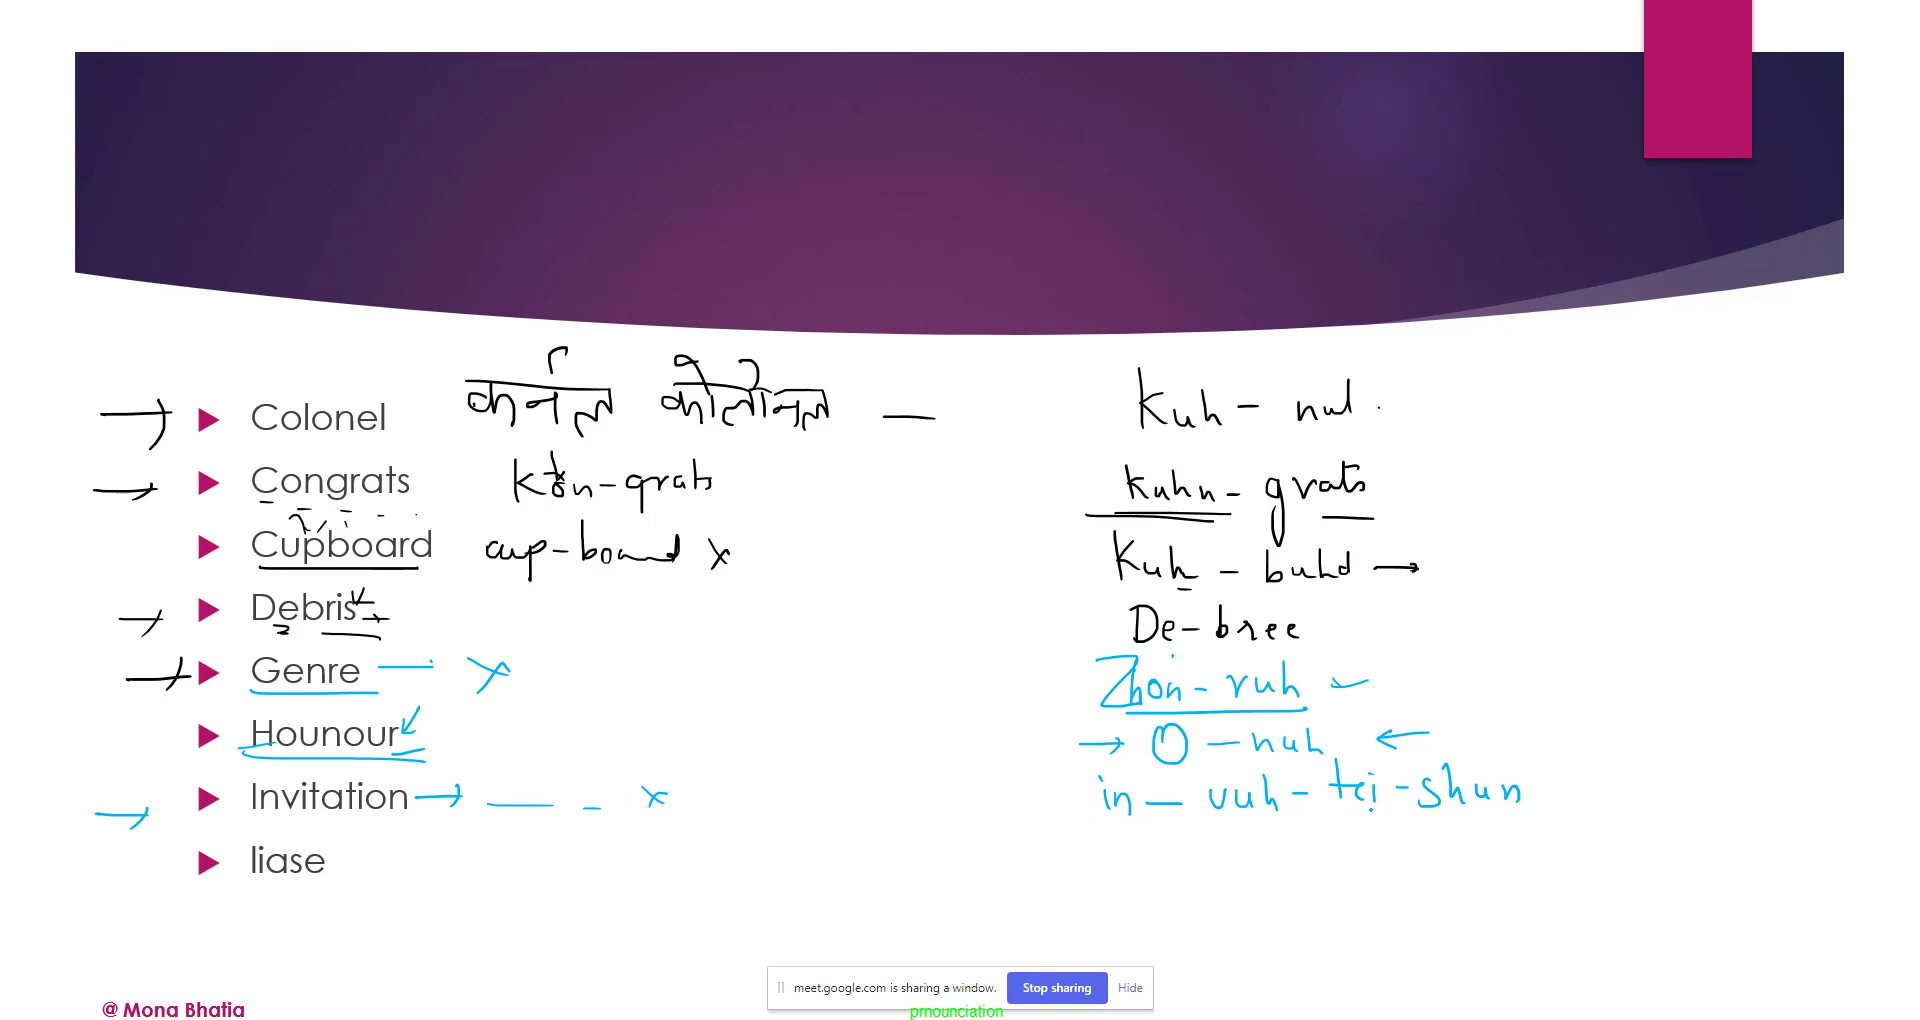 Colonel कर्नल कोलोनल — Kuh - nul.
Congrats Kon-grats kuhn - grats
Cupboard cup-board x Kuh - buhd →
Debris De-bree
Genre — x Zhon - ruh ✓
Hounour → O - nuh ←
Invitation → — - x in - vuh - tei - shun
liase
meet.google.com is sharing a window. Stop sharing Hide
@ Mona Bhatia prnounciation